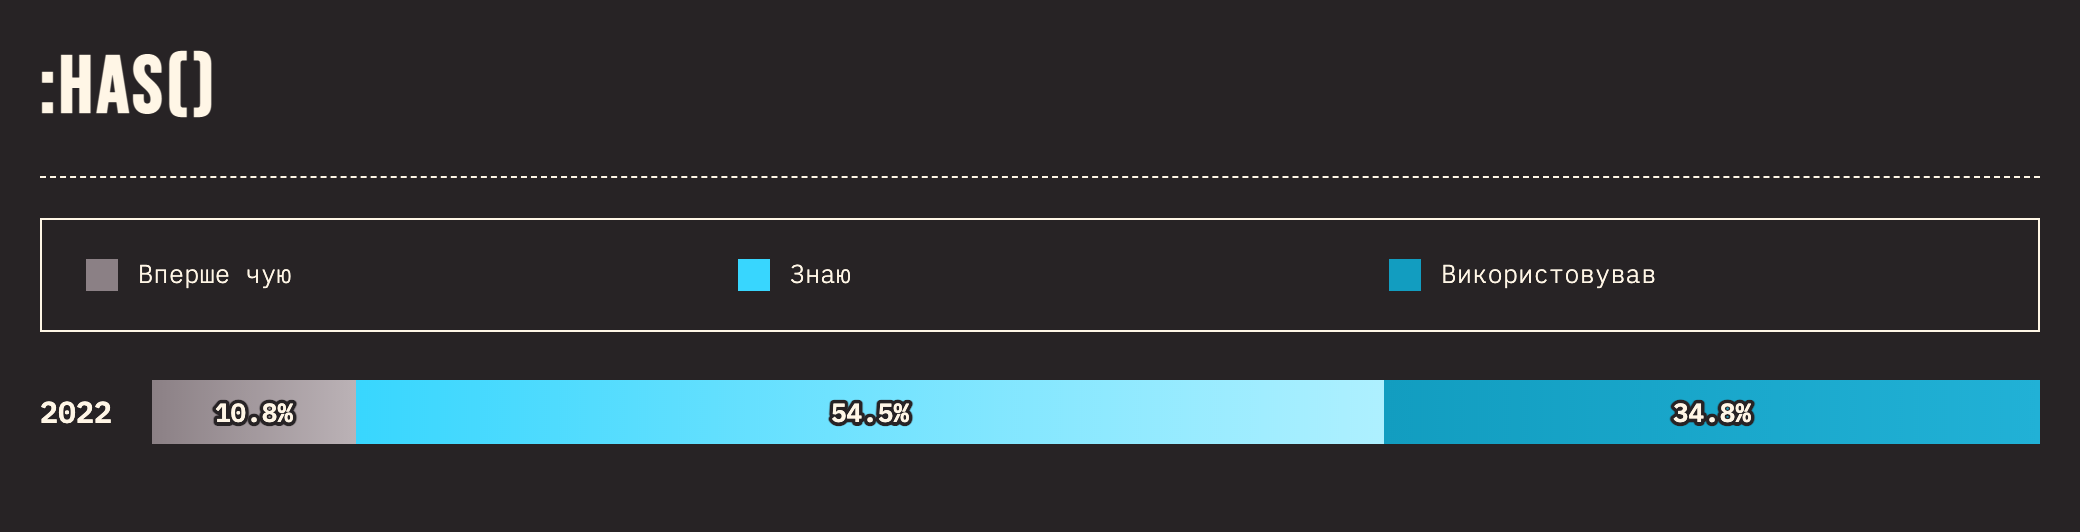 :HAS()
Вперше чую
Знаю
Використовував
2022
10.8%
54.5%
34.8%